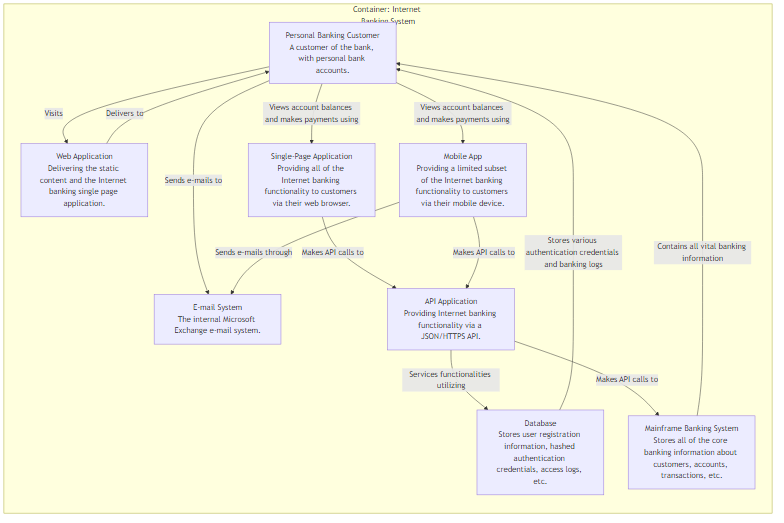 Container: Internet
Banking System
Personal Banking Customer
A customer of the bank,
with personal bank
accounts.
Visits
Delivers to
Views account balances
and makes payments using
Views account balances
and makes payments using
Web Application
Delivering the static
content and the Internet
banking single page
application.
Sends e-mails to
Single-Page Application
Providing all of the
Internet banking
functionality to customers
via their web browser.
Mobile App
Providing a limited subset
of the Internet banking
functionality to customers
via their mobile device.
Sends e-mails through
Makes API calls to
Makes API calls to
Stores various
authentication credentials
and banking logs
Contains all vital banking
information
E-mail System
The internal Microsoft
Exchange e-mail system.
API Application
Providing Internet banking
functionality via a
JSON/HTTPS API.
Services functionalities
utilizing
Makes API calls to
Database
Stores user registration
information, hashed
authentication
credentials, access logs,
etc.
Mainframe Banking System
Stores all of the core
banking information about
customers, accounts,
transactions, etc.